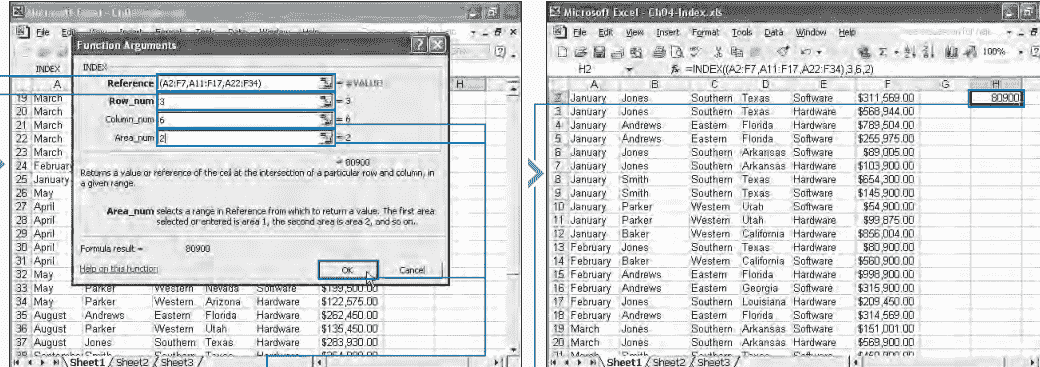 Microsoft Excel - Ch04-
File Edit View Insert Format Tools Data Window Help
Function Arguments
INDEX
INDEX
Reference (A2:F7,A11:F17,A22:F34) = #VALUE!
Row_num 3 = 3
Column_num 6 = 6
Area_num 2 = 2
= 80900
Returns a value or reference of the cell at the intersection of a particular row and column, in
a given range.
Area_num selects a range in Reference from which to return a value. The first area
selected or entered is area 1, the second area is area 2, and so on..
Formula result = 80900
Help on this function
OK Cancel
A H
19 March
20 March
21 March
22 March
23 March
24 Februar
25 January
26 May
27 April
28 April
29 April
30 April
31 April
32 May
33 May Parker Western Nevada Software $199,500.00
34 May Parker Western Arizona Hardware $122,575.00
35 August Andrews Eastern Florida Hardware $262,450.00
36 August Parker Western Utah Hardware $135,450.00
37 August Jones Southern Texas Hardware $283,930.00
Sheet1 Sheet2 Sheet3
Microsoft Excel - Ch04-Index.xls
File Edit View Insert Format Tools Data Window Help
100%
H2 fx =INDEX((A2:F7,A11:F17,A22:F34),3,6,2)
A B C D E F G H
2 January Jones Southern Texas Software $311,569.00 80900
3 January Jones Southern Texas Hardware $568,944.00
4 January Andrews Eastern Florida Hardware $789,504.00
5 January Andrews Eastern Florida Hardware $255,975.00
6 January Jones Southern Arkansas Software $89,005.00
7 January Jones Southern Arkansas Hardware $103,900.00
8 January Smith Southern Texas Hardware $654,300.00
9 January Smith Southern Texas Software $145,900.00
10 January Parker Western Utah Software $54,900.00
11 January Parker Western Utah Hardware $99,875.00
12 January Baker Western California Hardware $856,004.00
13 February Jones Southern Texas Software $80,900.00
14 February Baker Western California Software $560,900.00
15 February Andrews Eastern Florida Hardware $998,900.00
16 February Andrews Eastern Georgia Software $315,900.00
17 February Jones Southern Louisiana Hardware $209,450.00
18 February Andrews Eastern Florida Hardware $314,569.00
19 March Jones Southern Arkansas Software $151,001.00
20 March Jones Southern Arkansas Hardware $569,900.00
Sheet1 Sheet2 Sheet3